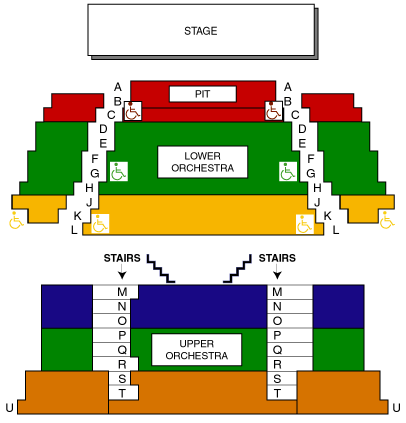 STAGE
A A
B PIT B
C C
D D
E E
F LOWER F
G ORCHESTRA G
H H
J J
K K
L L
STAIRS STAIRS
M M
N N
O O
P P
Q UPPER Q
R ORCHESTRA R
S S
T T
U U